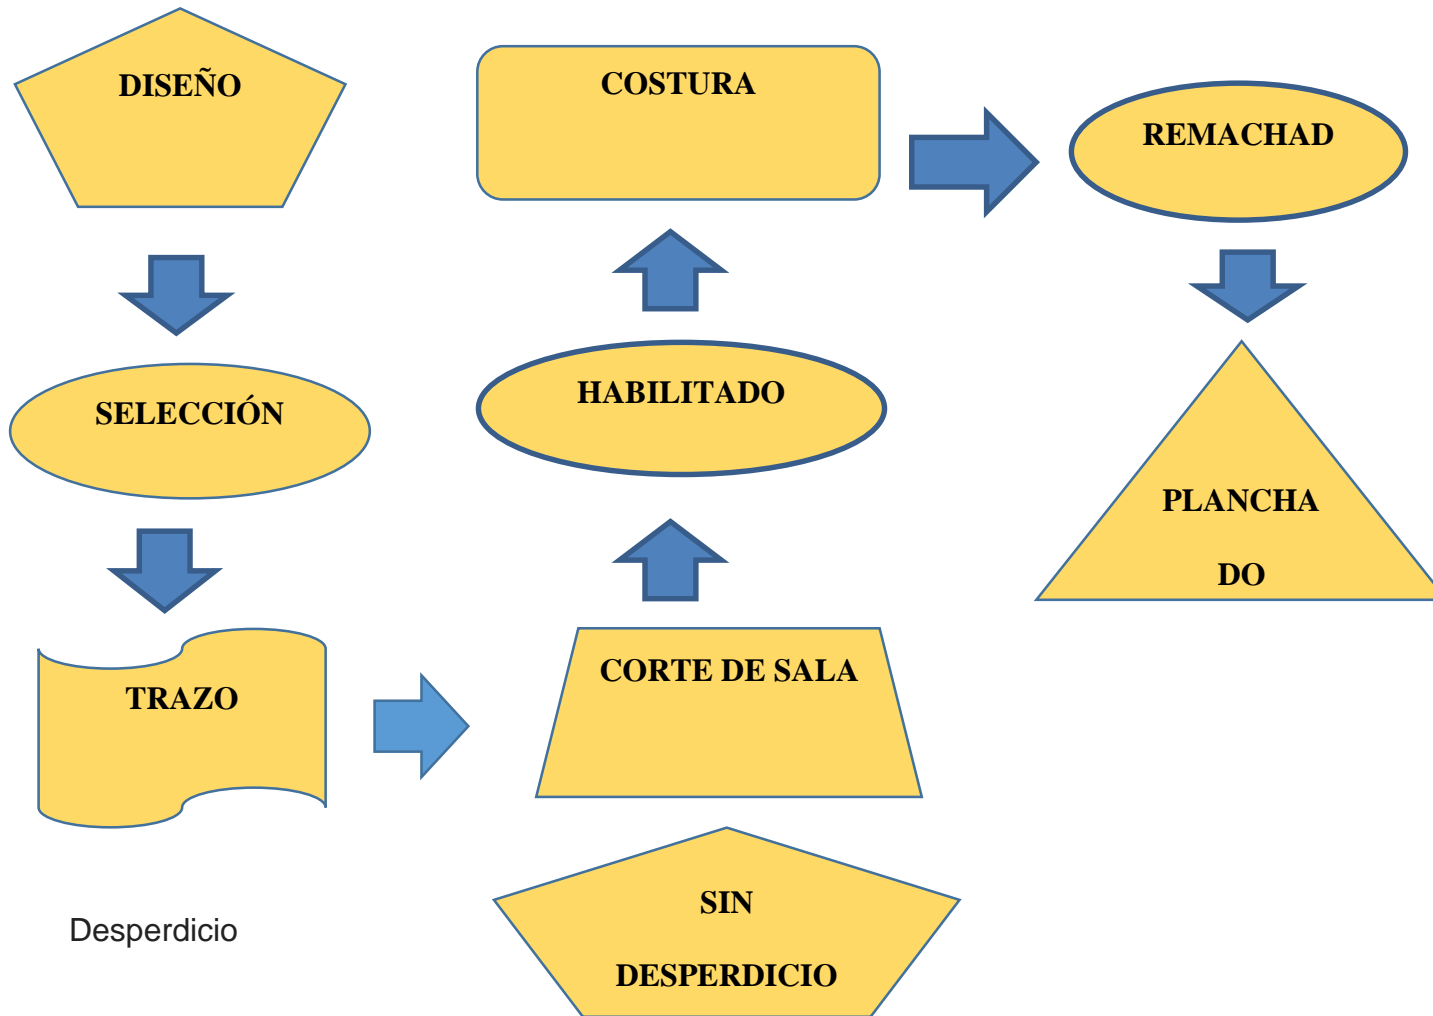 DISEÑO
SELECCIÓN
TRAZO
CORTE DE SALA
HABILITADO
COSTURA
REMACHAD
PLANCHA
DO
SIN
DESPERDICIO
Desperdicio